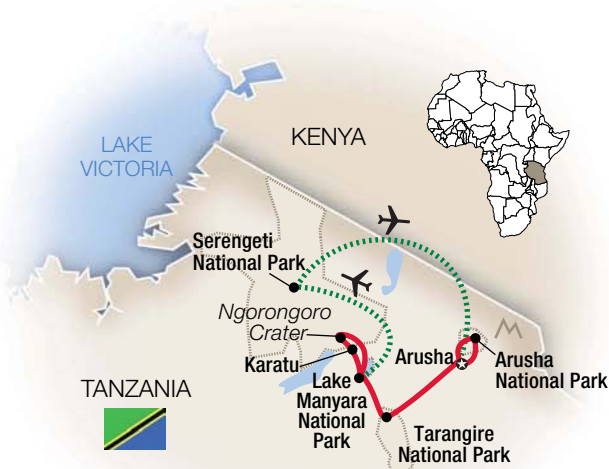 LAKE
VICTORIA
KENYA
Serengeti
National Park
Ngorongoro
Crater
Karatu
Arusha
Arusha
National Park
Lake
Manyara
National
Park
TANZANIA
Tarangire
National Park